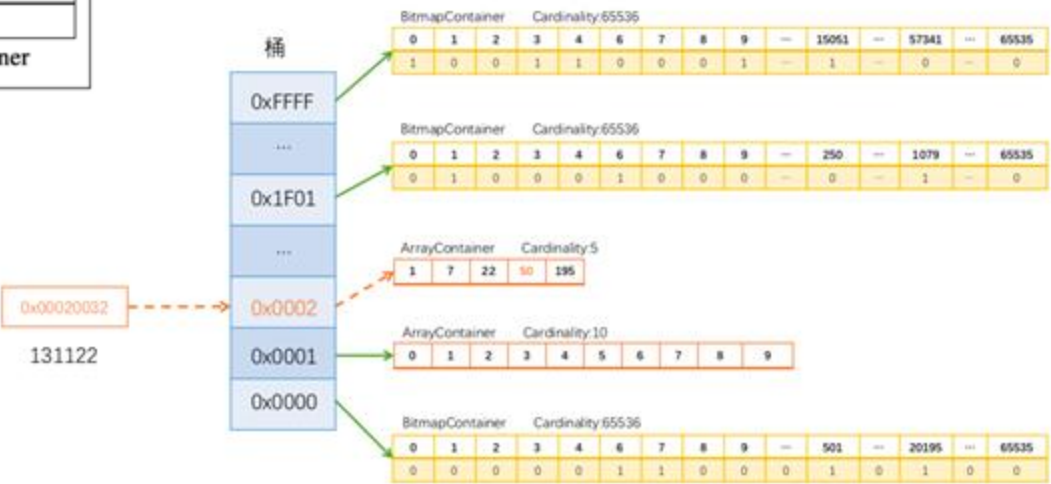 ner
桶
0xFFFF
...
0x1F01
...
0x0002
0x0001
0x0000
0x00020032
131122
BitmapContainer Cardinality:65536
0 1 2 3 4 6 7 8 9 ... 15051 ... 57341 ... 65535
1 0 0 1 1 0 0 0 1 ... 1 ... 0 ... 0
BitmapContainer Cardinality:65536
0 1 2 3 4 6 7 8 9 ... 250 ... 1079 ... 65535
0 1 0 0 0 1 0 0 0 ... 0 ... 1 ... 0
ArrayContainer Cardinality:5
1 7 22 50 195
ArrayContainer Cardinality:10
0 1 2 3 4 5 6 7 8 9
BitmapContainer Cardinality:65536
0 1 2 3 4 6 7 8 9 ... 501 ... 20195 ... 65535
0 0 0 0 0 1 1 0 0 0 1 0 1 0 0